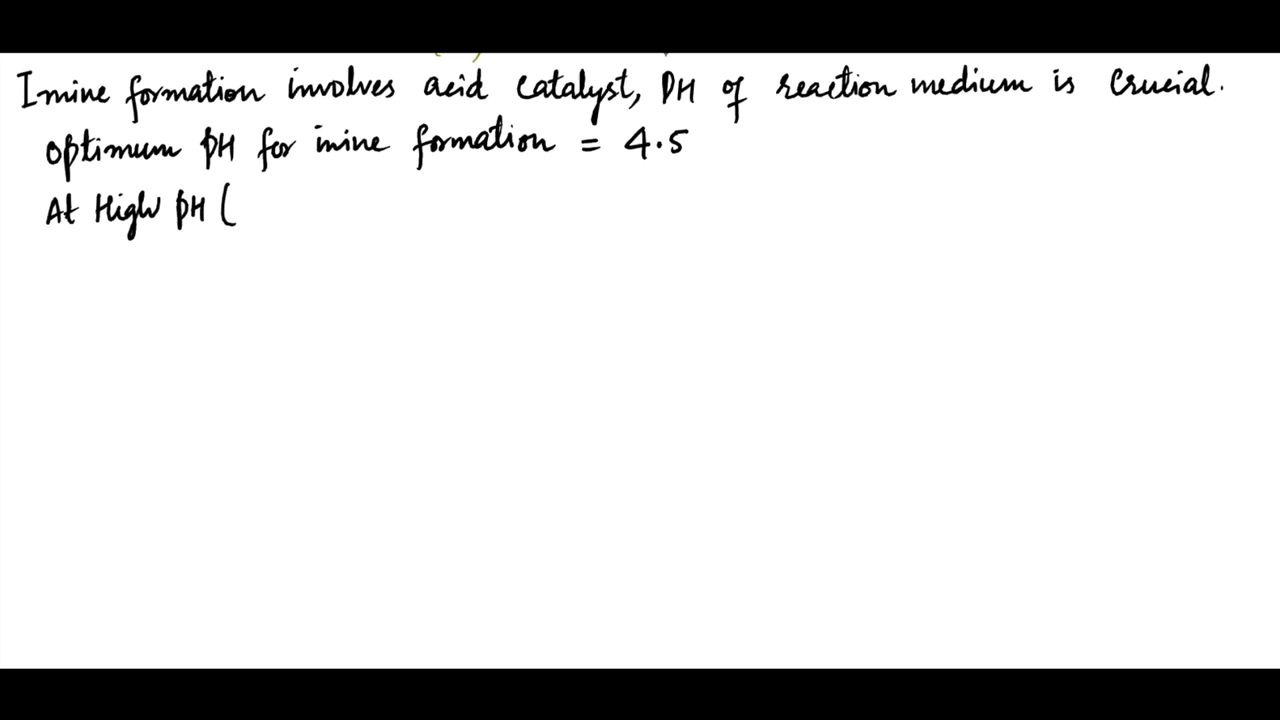 Imine formation involves acid catalyst, PH of reaction medium is crucial.
optimum pH for imine formation = 4.5
At High pH (